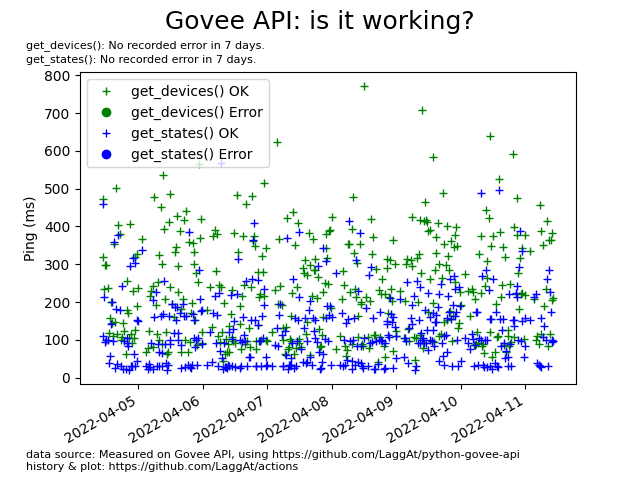 Govee API: is it working?
get_devices(): No recorded error in 7 days.
get_states(): No recorded error in 7 days.
get_devices() OK
get_devices() Error
get_states() OK
get_states() Error
Ping (ms)
800
700
600
500
400
300
200
100
0
2022-04-05
2022-04-06
2022-04-07
2022-04-08
2022-04-09
2022-04-10
2022-04-11
data source: Measured on Govee API, using https://github.com/LaggAt/python-govee-api
history & plot: https://github.com/LaggAt/actions